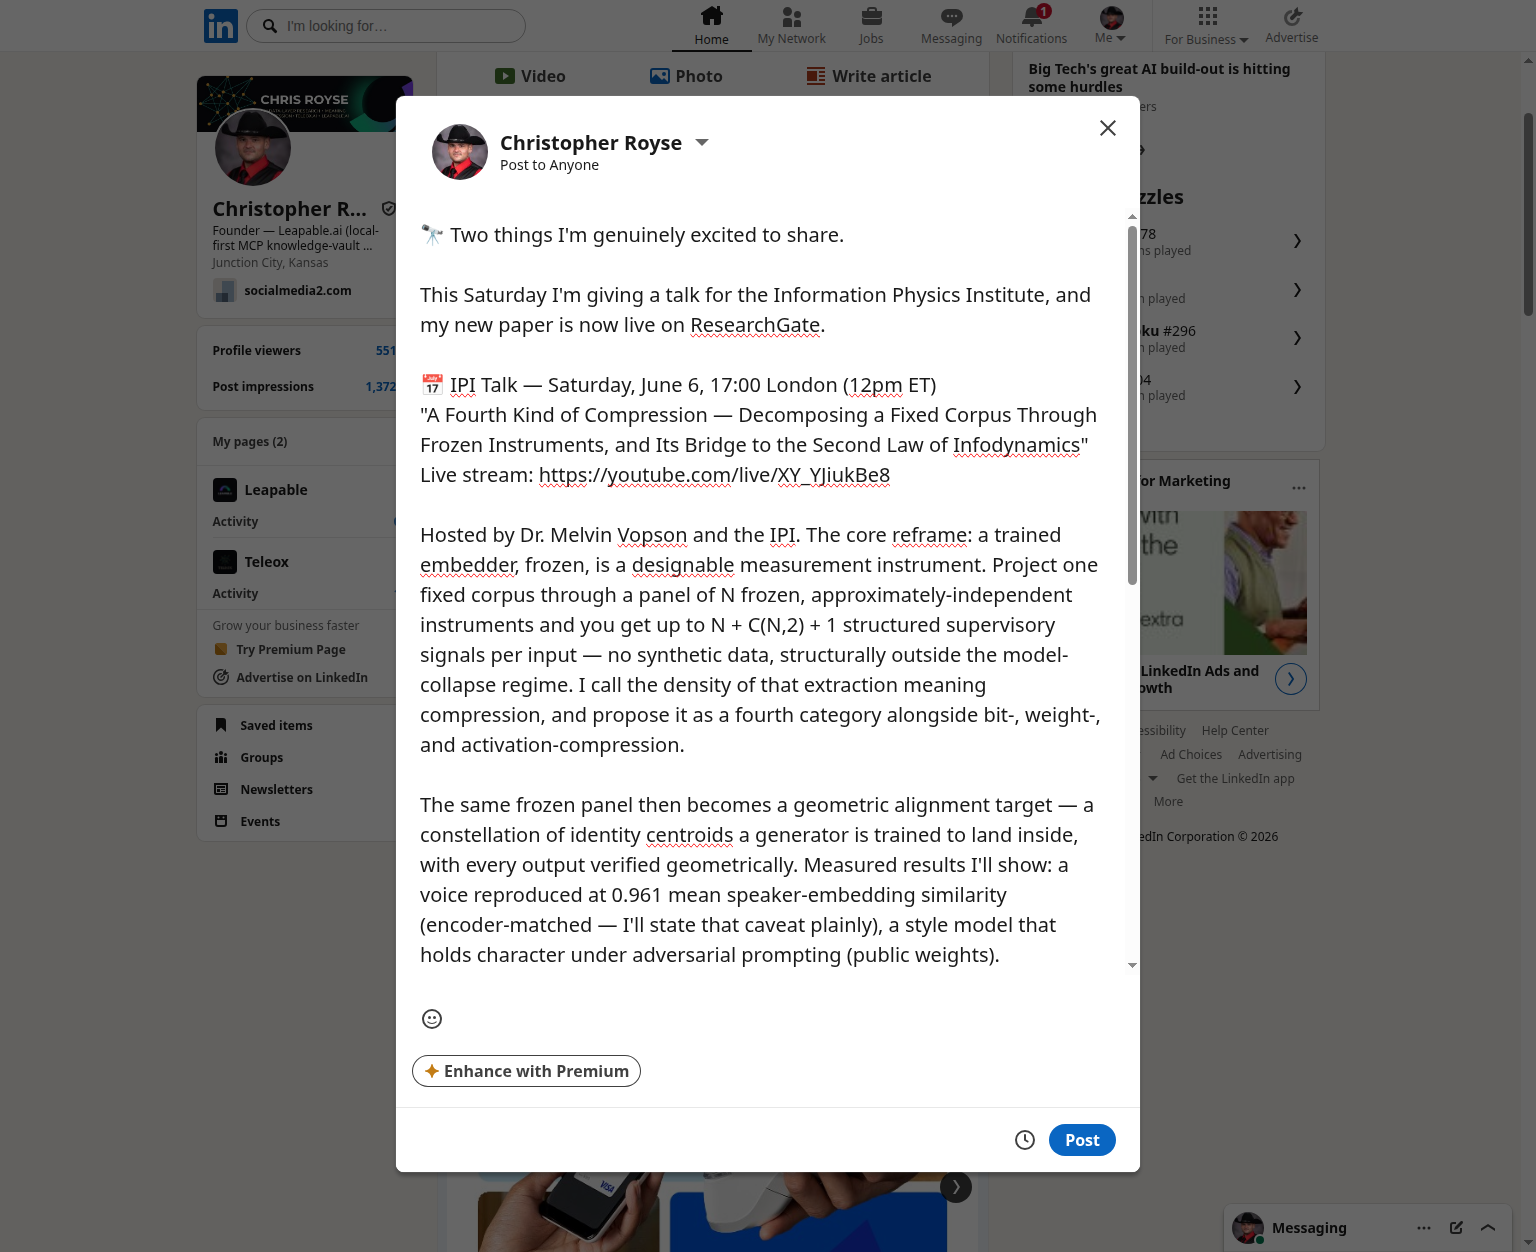 I'm looking for…
Home
My Network
Jobs
Messaging
1
Notifications
Me
For Business
Advertise
Video
Photo
Write article
Big Tech's great AI build-out is hitting
some hurdles
CHRIS ROYSE
Christopher R...
Founder — Leapable.ai (local-
first MCP knowledge-vault ...
Junction City, Kansas
socialmedia2.com
Profile viewers 551
Post impressions 1,372
My pages (2)
Leapable
Activity
Teleox
Activity
Grow your business faster
Try Premium Page
Advertise on LinkedIn
Saved items
Groups
Newsletters
Events
Christopher Royse
Post to Anyone
🔭 Two things I'm genuinely excited to share.
This Saturday I'm giving a talk for the Information Physics Institute, and
my new paper is now live on ResearchGate.
📅 IPI Talk — Saturday, June 6, 17:00 London (12pm ET)
"A Fourth Kind of Compression — Decomposing a Fixed Corpus Through
Frozen Instruments, and Its Bridge to the Second Law of Infodynamics"
Live stream: https://youtube.com/live/XY_YJiukBe8
Hosted by Dr. Melvin Vopson and the IPI. The core reframe: a trained
embedder, frozen, is a designable measurement instrument. Project one
fixed corpus through a panel of N frozen, approximately-independent
instruments and you get up to N + C(N,2) + 1 structured supervisory
signals per input — no synthetic data, structurally outside the model-
collapse regime. I call the density of that extraction meaning
compression, and propose it as a fourth category alongside bit-, weight-,
and activation-compression.
The same frozen panel then becomes a geometric alignment target — a
constellation of identity centroids a generator is trained to land inside,
with every output verified geometrically. Measured results I'll show: a
voice reproduced at 0.961 mean speaker-embedding similarity
(encoder-matched — I'll state that caveat plainly), a style model that
holds character under adversarial prompting (public weights).
Enhance with Premium
Post
ers
zzles
78
ns played
n played
oku #296
n played
04
n played
or Marketing
with
the
extra
LinkedIn Ads and
owth
essibility Help Center
Ad Choices Advertising
Get the LinkedIn app
More
edIn Corporation © 2026
VISA
Messaging